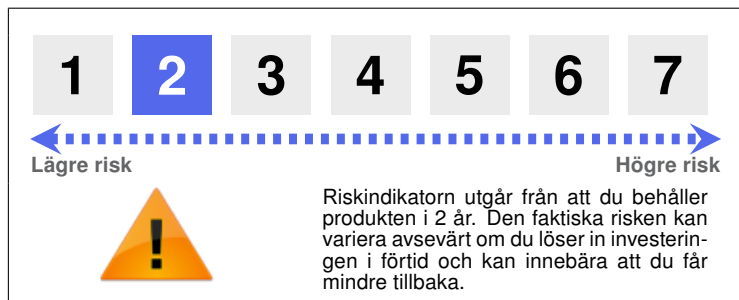 1 2 3 4 5 6 7
Lägre risk Högre risk
!
Riskindikatorn utgår från att du behåller
produkten i 2 år. Den faktiska risken kan
variera avsevärt om du löser in investerin-
gen i förtid och kan innebära att du får
mindre tillbaka.